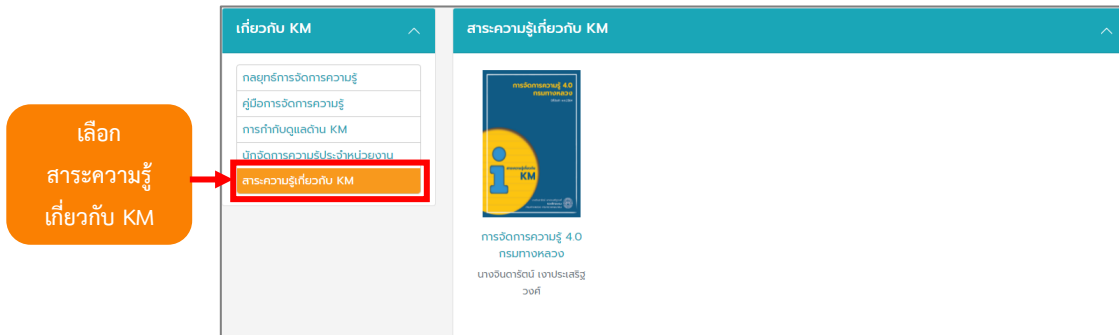 เกี่ยวกับ KM
สาระความรู้เกี่ยวกับ KM
กลยุทธ์การจัดการความรู้
คู่มือการจัดการความรู้
การกำกับดูแลด้าน KM
นักจัดการความรู้ประจำหน่วยงาน
สาระความรู้เกี่ยวกับ KM
เลือก
สาระความรู้
เกี่ยวกับ KM
การจัดการความรู้ 4.0
กรมทางหลวง
KM
การจัดการความรู้ 4.0
กรมทางหลวง
นางจินดารัตน์ เงาประเสริฐ
วงศ์